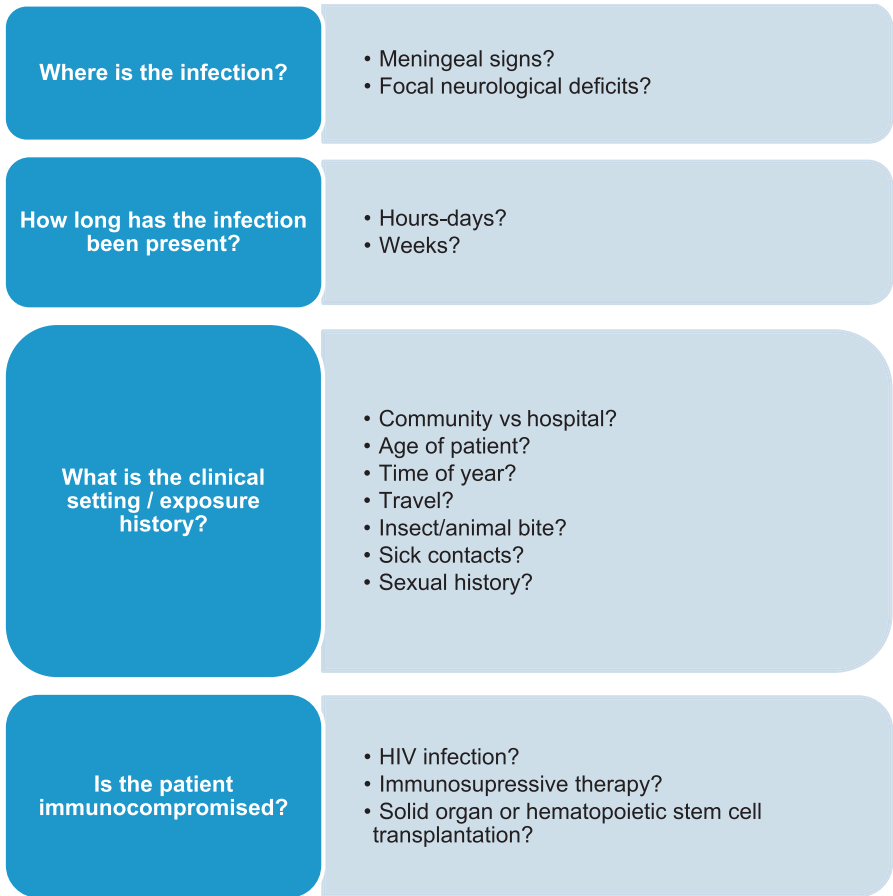 Where is the infection?
• Meningeal signs?
• Focal neurological deficits?
How long has the infection
been present?
• Hours-days?
• Weeks?
What is the clinical
setting / exposure
history?
• Community vs hospital?
• Age of patient?
• Time of year?
• Travel?
• Insect/animal bite?
• Sick contacts?
• Sexual history?
Is the patient
immunocompromised?
• HIV infection?
• Immunosupressive therapy?
• Solid organ or hematopoietic stem cell
transplantation?